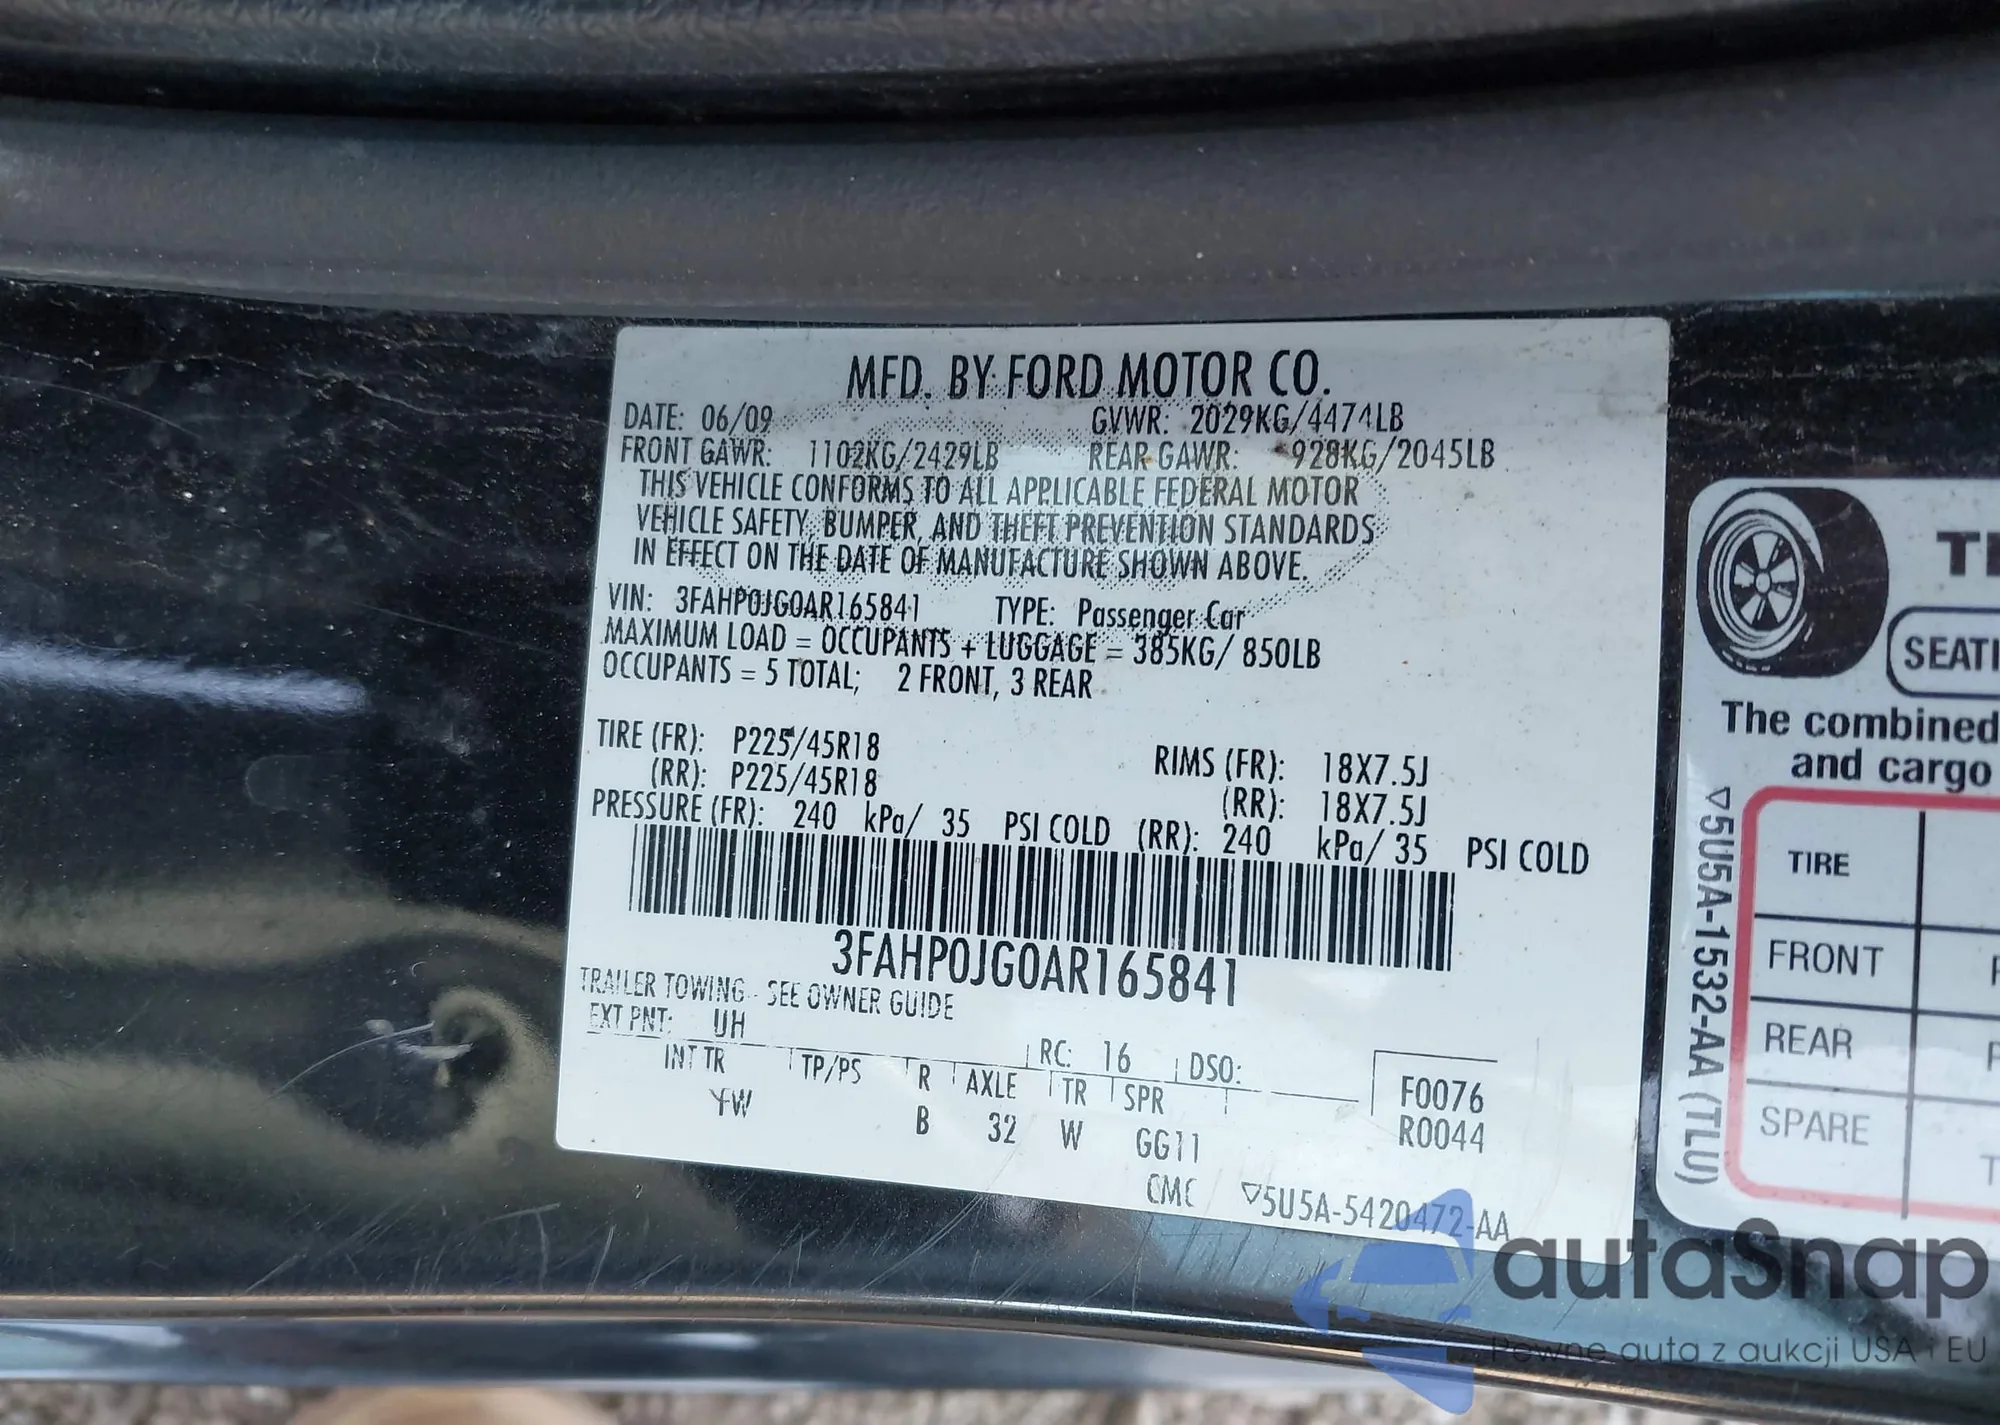 MFD. BY FORD MOTOR CO.
DATE: 06/09 GVWR: 2029KG/4474LB
FRONT GAWR: 1102KG/2429LB REAR GAWR: 928KG/2045LB
THIS VEHICLE CONFORMS TO ALL APPLICABLE FEDERAL MOTOR
VEHICLE SAFETY, BUMPER, AND THEFT PREVENTION STANDARDS
IN EFFECT ON THE DATE OF MANUFACTURE SHOWN ABOVE.
VIN: 3FAHP0JG0AR165841 TYPE: Passenger Car
MAXIMUM LOAD = OCCUPANTS + LUGGAGE = 385KG/ 850LB
OCCUPANTS = 5 TOTAL; 2 FRONT, 3 REAR
TIRE (FR): P225/45R18 RIMS (FR): 18X7.5J
(RR): P225/45R18 (RR): 18X7.5J
PRESSURE (FR): 240 kPa/ 35 PSI COLD (RR): 240 kPa/ 35 PSI COLD
3FAHP0JG0AR165841
TRAILER TOWING - SEE OWNER GUIDE
EXT PNT: UH RC: 16 DSO:
INT TR TP/PS R AXLE TR SPR
YW B 32 W GG11
F0076
R0044
CMC ▽5U5A-5420472-AA
SEATI
The combined
and cargo
TIRE
FRONT
REAR
SPARE
▽5U5A-1532-AA (TLU)
autaSnap
Pewne auta z aukcji USA i EU